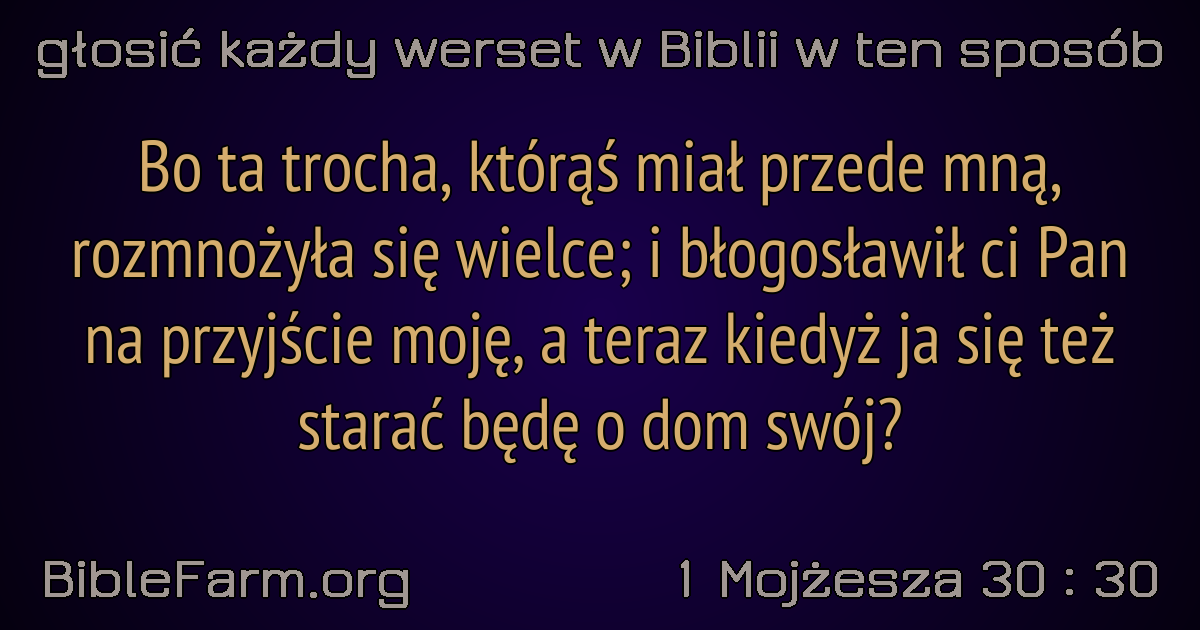 głosić każdy werset w Biblii w ten sposób
Bo ta trocha, którąś miał przede mną,
rozmnożyła się wielce; i błogosławił ci Pan
na przyjście moję, a teraz kiedyż ja się też
starać będę o dom swój?
BibleFarm.org
1 Mojżesza 30 : 30